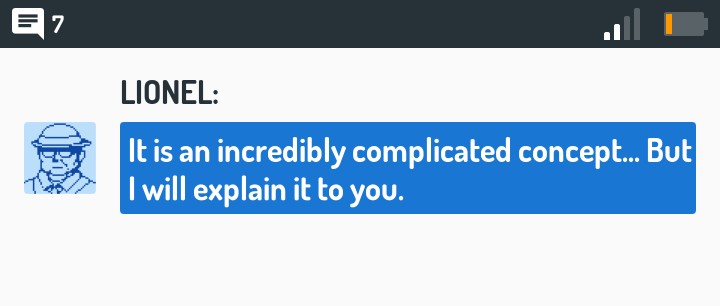 7
LIONEL:
It is an incredibly complicated concept... But
I will explain it to you.